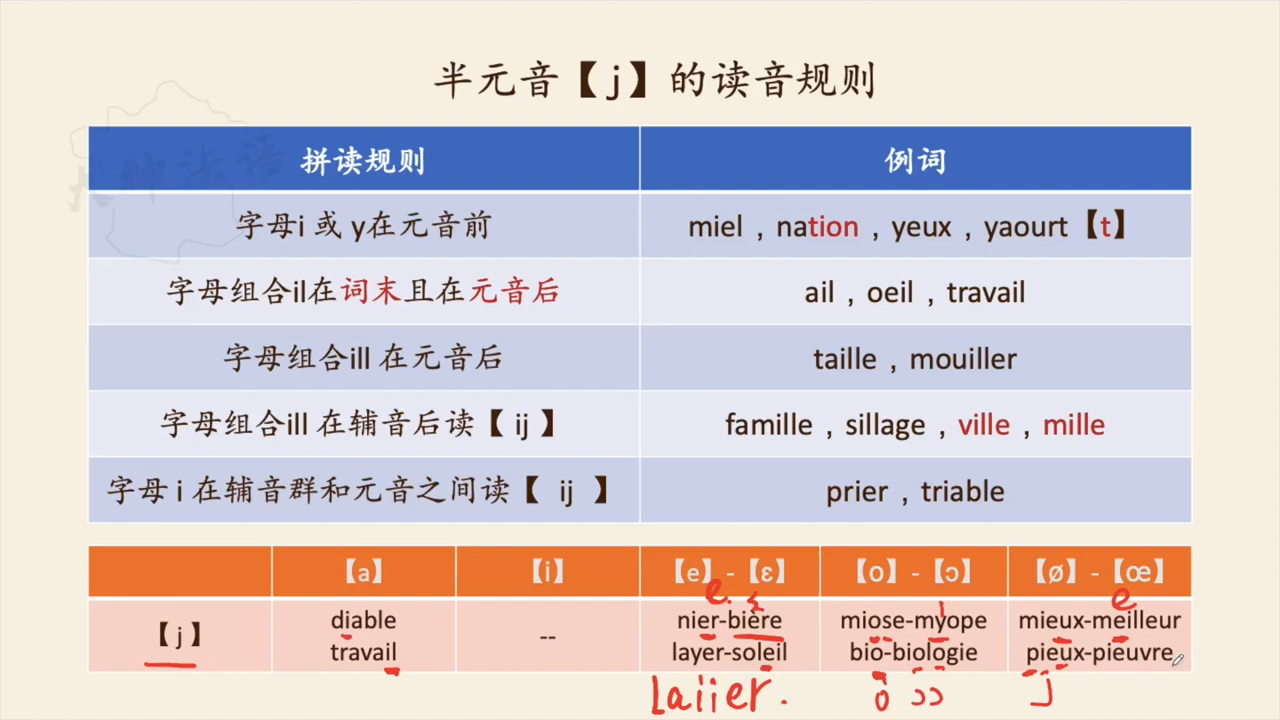 半元音【 j 】的读音规则
拼读规则 例词
字母i 或 y在元音前 miel，nation，yeux，yaourt【t】
字母组合il在词末且在元音后 ail，oeil，travail
字母组合ill 在元音后 taille，mouiller
字母组合ill 在辅音后读【 ij 】 famille，sillage，ville，mille
字母 i 在辅音群和元音之间读【 ij 】 prier，triable
【a】 【i】 【e】-【ɛ】 【o】-【ɔ】 【ø】-【œ】
e. ɛ i e
【 j 】 diable -- nier-bière miose-myope mieux-meilleur
travail layer-soleil bio-biologie pieux-pieuvre
laiier. o ɔɔ j